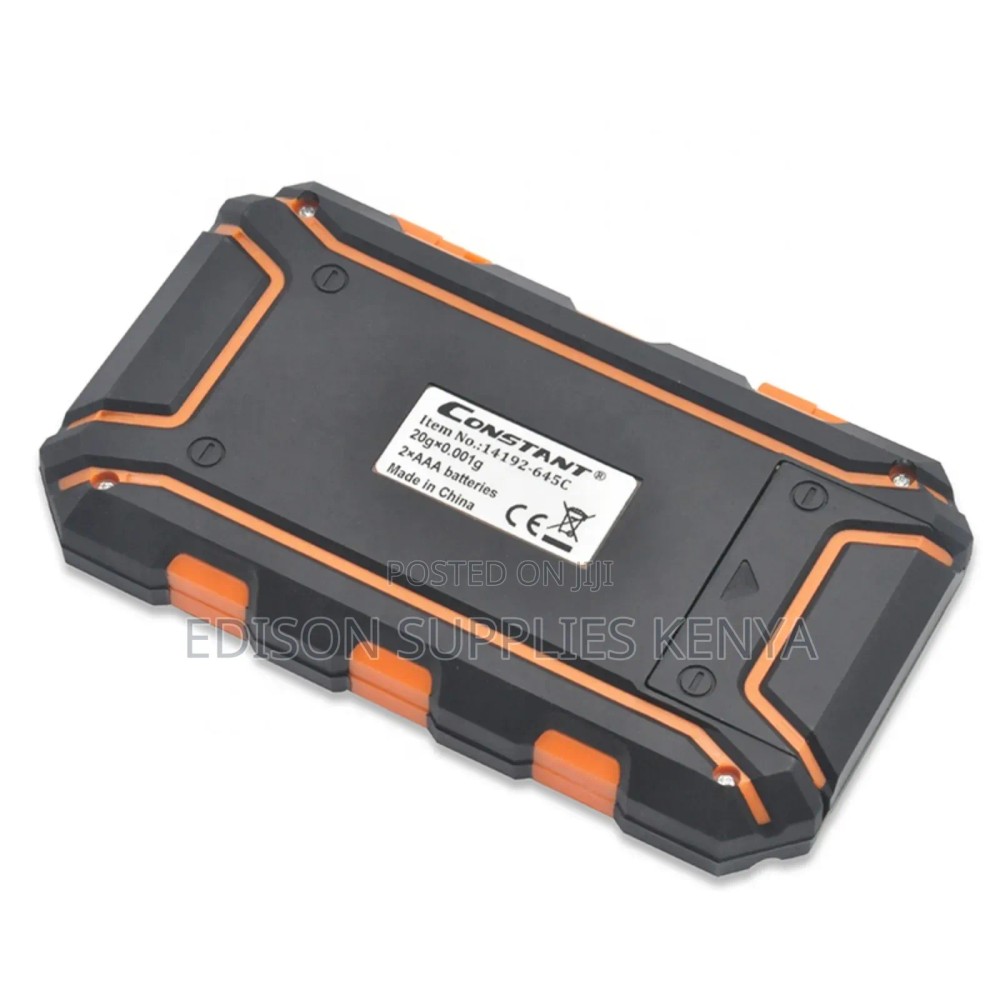 CONSTANT®
Item No.:14192-645C
20g×0.001g
2×AAA batteries
Made in China
CE
POSTED ON JIJI
EDISON SUPPLIES KENYA